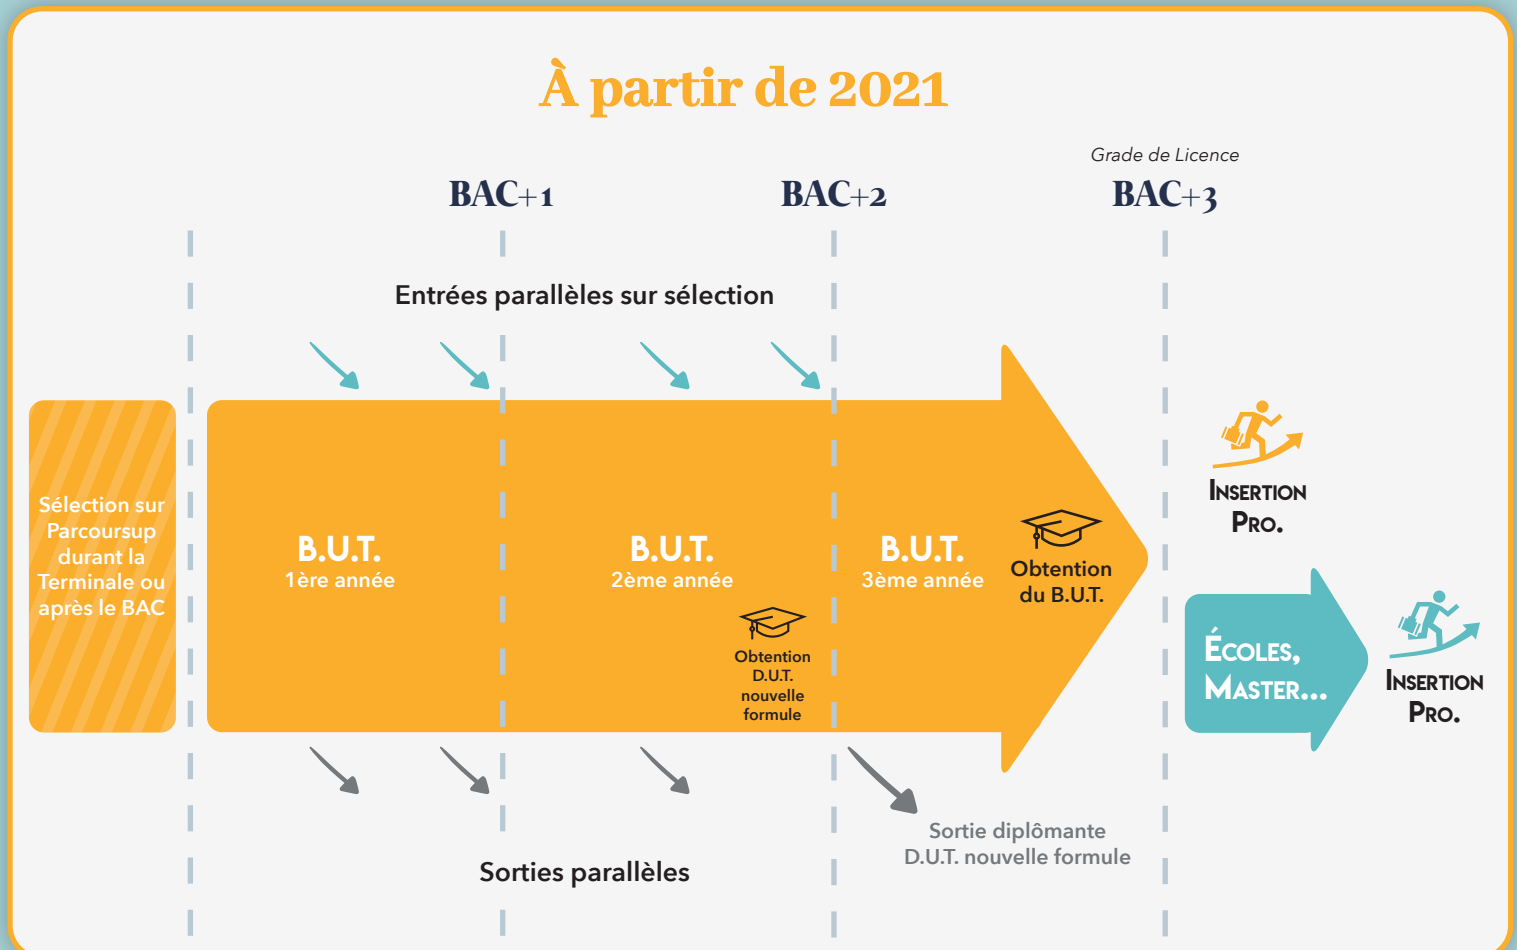 À partir de 2021
Grade de Licence
BAC+1
BAC+2
BAC+3
Entrées parallèles sur sélection
Sélection sur
Parcoursup
durant la
Terminale ou
après le BAC
B.U.T.
1ère année
B.U.T.
2ème année
Obtention
D.U.T.
nouvelle
formule
B.U.T.
3ème année
Obtention
du B.U.T.
Insertion
Pro.
Écoles,
Master...
Insertion
Pro.
Sortie diplômante
D.U.T. nouvelle formule
Sorties parallèles